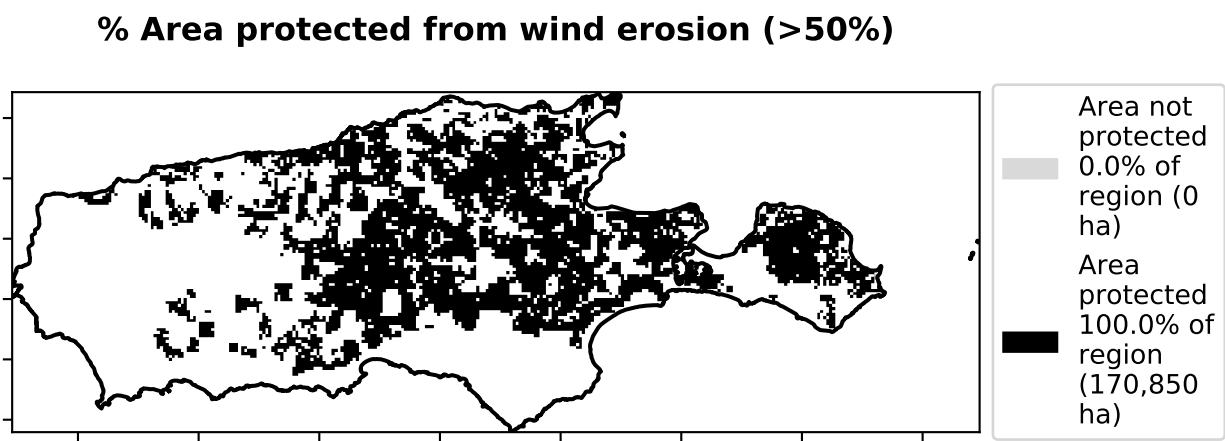 % Area protected from wind erosion (>50%)
Area not
protected
0.0% of
region (0
ha)
Area
protected
100.0% of
region
(170,850
ha)